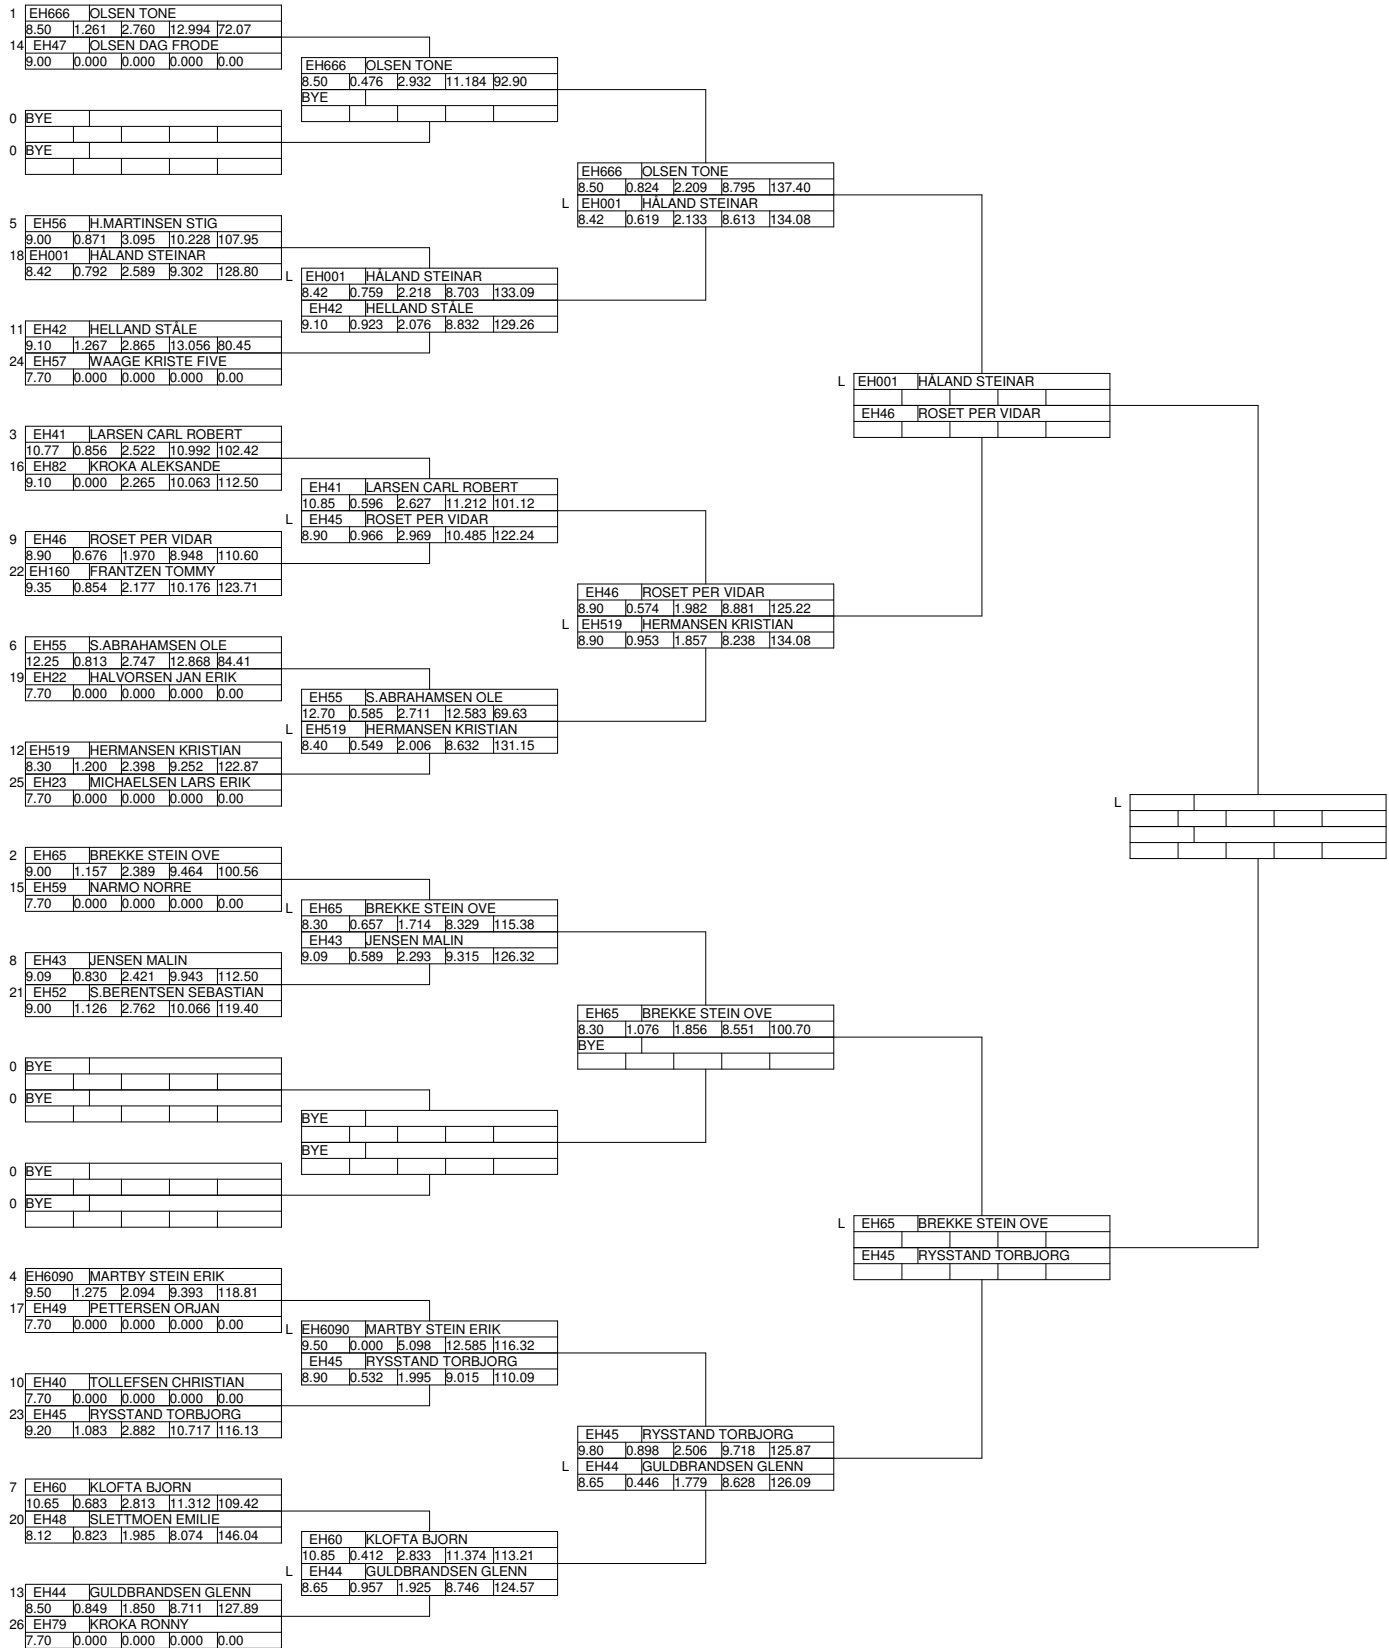 1 EH666 OLSEN TONE
8.50 1.261 2.760 12.994 72.07
14 EH47 OLSEN DAG FRODE
9.00 0.000 0.000 0.000 0.00
0 BYE
0 BYE
5 EH56 H.MARTINSEN STIG
9.00 0.871 3.095 10.228 107.95
18 EH001 HÅLAND STEINAR
8.42 0.792 2.589 9.302 128.80
11 EH42 HELLAND STÅLE
9.10 1.267 2.865 13.056 80.45
24 EH57 WAAGE KRISTE FIVE
7.70 0.000 0.000 0.000 0.00
3 EH41 LARSEN CARL ROBERT
10.77 0.856 2.522 10.992 102.42
16 EH82 KROKA ALEKSANDE
9.10 0.000 2.265 10.063 112.50
9 EH46 ROSET PER VIDAR
8.90 0.676 1.970 8.948 110.60
22 EH160 FRANTZEN TOMMY
9.35 0.854 2.177 10.176 123.71
6 EH55 S.ABRAHAMSEN OLE
12.25 0.813 2.747 12.868 84.41
19 EH22 HALVORSEN JAN ERIK
7.70 0.000 0.000 0.000 0.00
12 EH519 HERMANSEN KRISTIAN
8.30 1.200 2.398 9.252 122.87
25 EH23 MICHAELSEN LARS ERIK
7.70 0.000 0.000 0.000 0.00
2 EH65 BREKKE STEIN OVE
9.00 1.157 2.389 9.464 100.56
15 EH59 NARMO NORRE
7.70 0.000 0.000 0.000 0.00
8 EH43 JENSEN MALIN
9.09 0.830 2.421 9.943 112.50
21 EH52 S.BERENTSEN SEBASTIAN
9.00 1.126 2.762 10.066 119.40
0 BYE
0 BYE
0 BYE
0 BYE
4 EH6090 MARTBY STEIN ERIK
9.50 1.275 2.094 9.393 118.81
17 EH49 PETTERSEN ORJAN
7.70 0.000 0.000 0.000 0.00
10 EH40 TOLLEFSEN CHRISTIAN
7.70 0.000 0.000 0.000 0.00
23 EH45 RYSSTAND TORBJORG
9.20 1.083 2.882 10.717 116.13
7 EH60 KLOFTA BJORN
10.65 0.683 2.813 11.312 109.42
20 EH48 SLETTMOEN EMILIE
8.12 0.823 1.985 8.074 146.04
13 EH44 GULDBRANDSEN GLENN
8.50 0.849 1.850 8.711 127.89
26 EH79 KROKA RONNY
7.70 0.000 0.000 0.000 0.00
EH666 OLSEN TONE
8.50 0.476 2.932 11.184 92.90
BYE
L EH001 HÅLAND STEINAR
8.42 0.759 2.218 8.703 133.09
EH42 HELLAND STÅLE
9.10 0.923 2.076 8.832 129.26
EH41 LARSEN CARL ROBERT
10.85 0.596 2.627 11.212 101.12
L EH45 ROSET PER VIDAR
8.90 0.966 2.969 10.485 122.24
EH55 S.ABRAHAMSEN OLE
12.70 0.585 2.711 12.583 69.63
L EH519 HERMANSEN KRISTIAN
8.40 0.549 2.006 8.632 131.15
L EH65 BREKKE STEIN OVE
8.30 0.657 1.714 8.329 115.38
EH43 JENSEN MALIN
9.09 0.589 2.293 9.315 126.32
BYE
BYE
L EH6090 MARTBY STEIN ERIK
9.50 0.000 5.098 12.585 116.32
EH45 RYSSTAND TORBJORG
8.90 0.532 1.995 9.015 110.09
EH60 KLOFTA BJORN
10.85 0.412 2.833 11.374 113.21
L EH44 GULDBRANDSEN GLENN
8.65 0.957 1.925 8.746 124.57
EH666 OLSEN TONE
8.50 0.824 2.209 8.795 137.40
L EH001 HÅLAND STEINAR
8.42 0.619 2.133 8.613 134.08
EH46 ROSET PER VIDAR
8.90 0.574 1.982 8.881 125.22
L EH519 HERMANSEN KRISTIAN
8.90 0.953 1.857 8.238 134.08
EH65 BREKKE STEIN OVE
8.30 1.076 1.856 8.551 100.70
BYE
EH45 RYSSTAND TORBJORG
9.80 0.898 2.506 9.718 125.87
L EH44 GULDBRANDSEN GLENN
8.65 0.446 1.779 8.628 126.09
L EH001 HÅLAND STEINAR
EH46 ROSET PER VIDAR
L EH65 BREKKE STEIN OVE
EH45 RYSSTAND TORBJORG
L